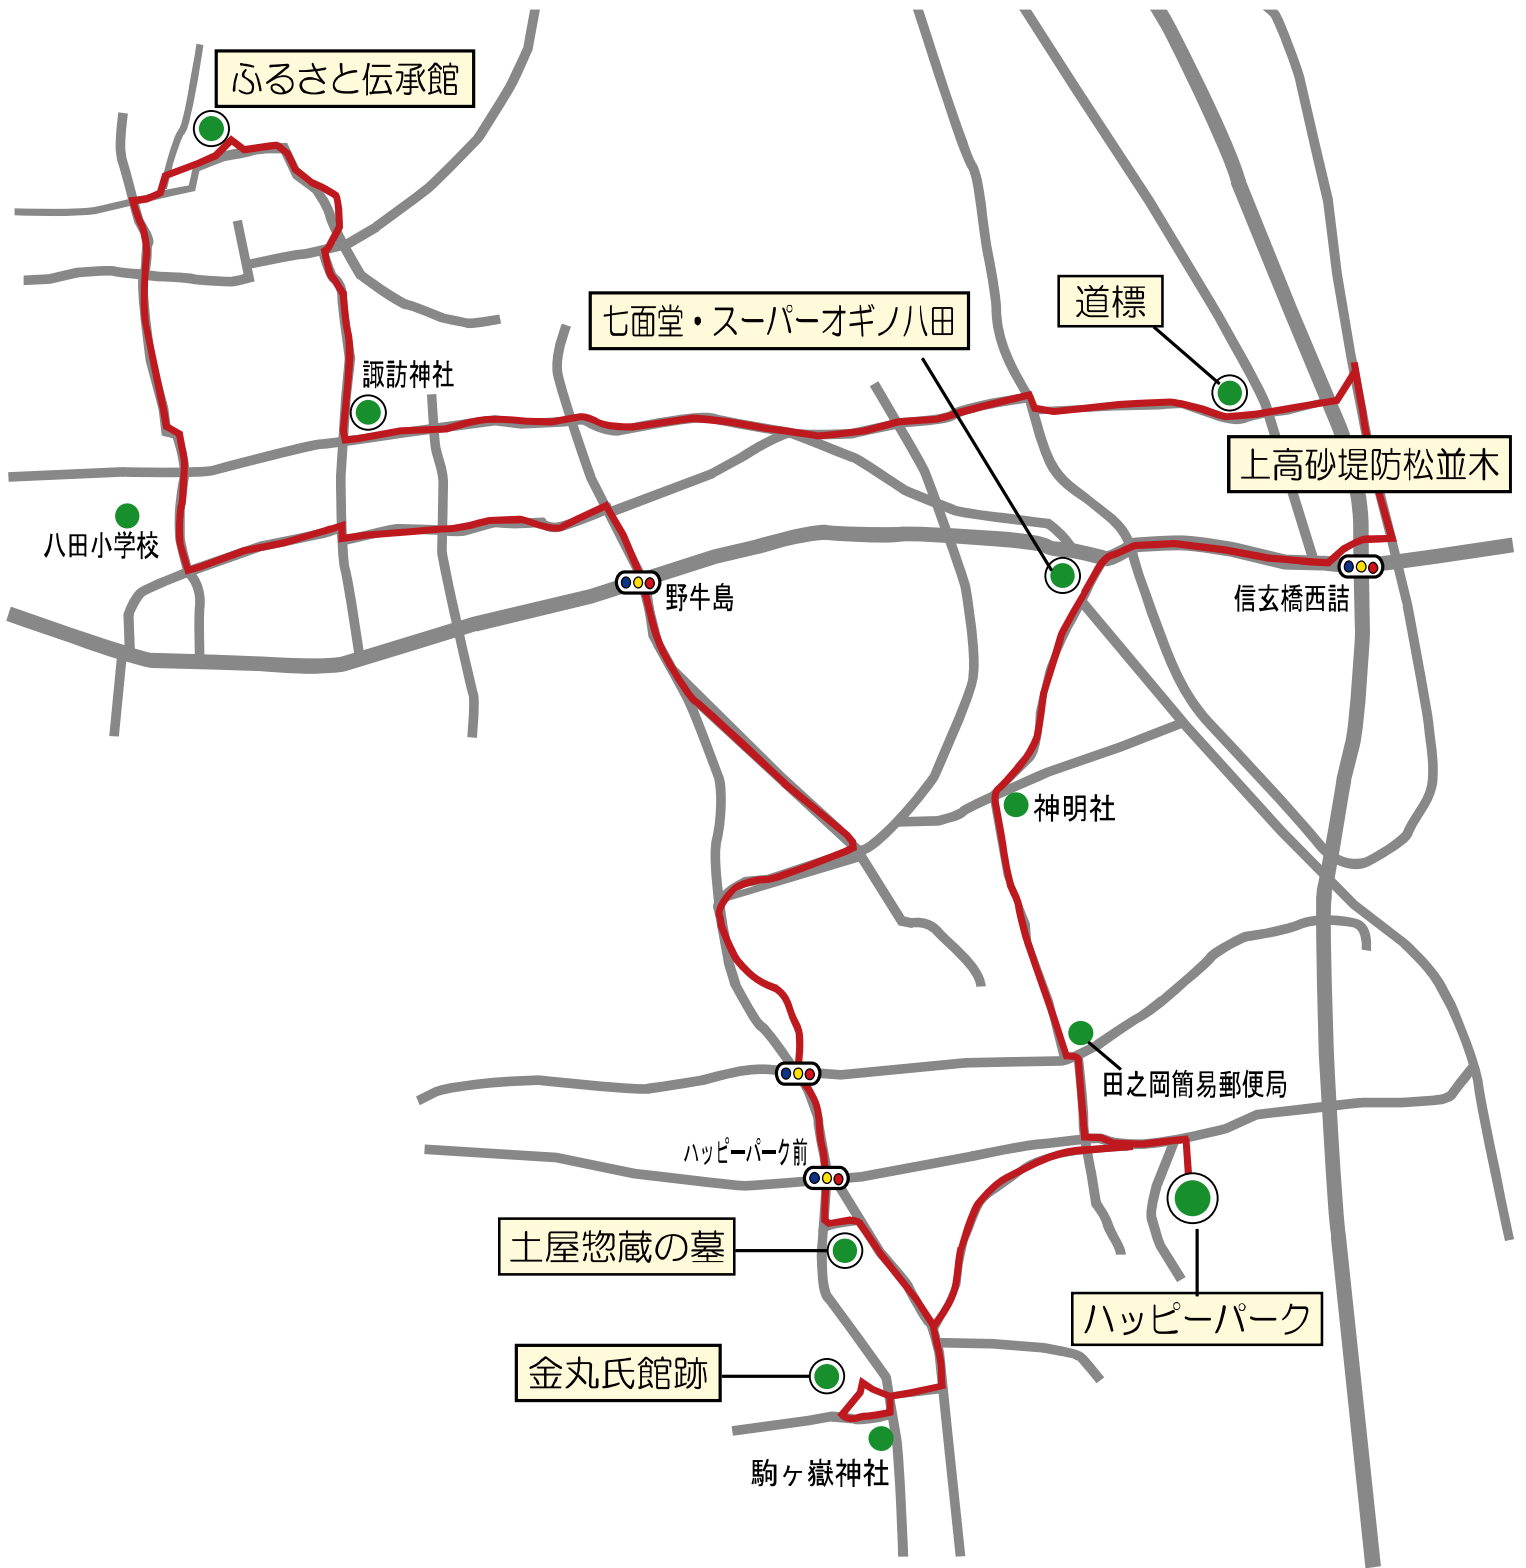 ふるさと伝承館
道標
七面堂・スーパーオギノ八田
諏訪神社
上高砂堤防松並木
八田小学校
野牛島
信玄橋西詰
神明社
田之岡簡易郵便局
ハッピーパーク前
土屋惣蔵の墓
ハッピーパーク
金丸氏館跡
駒ヶ嶽神社